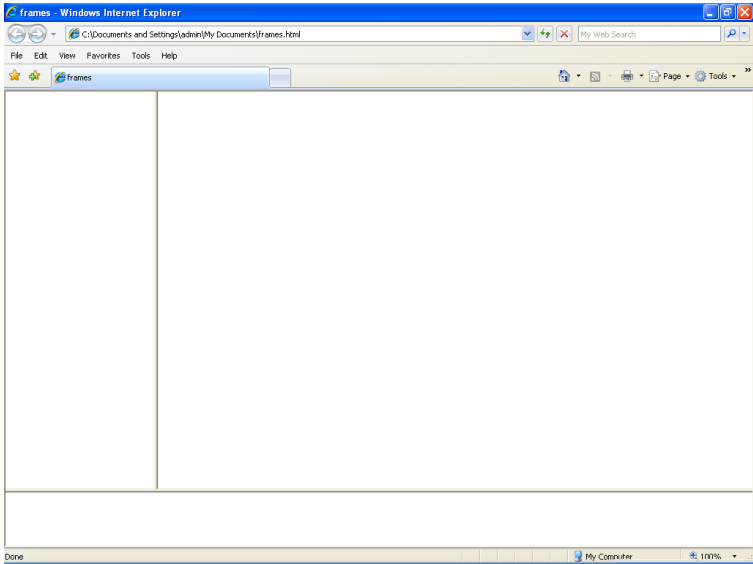 frames - Windows Internet Explorer
C:\Documents and Settings\admin\My Documents\frames.html My Web Search
File Edit View Favorites Tools Help
frames Page Tools »
Done My Computer 100%